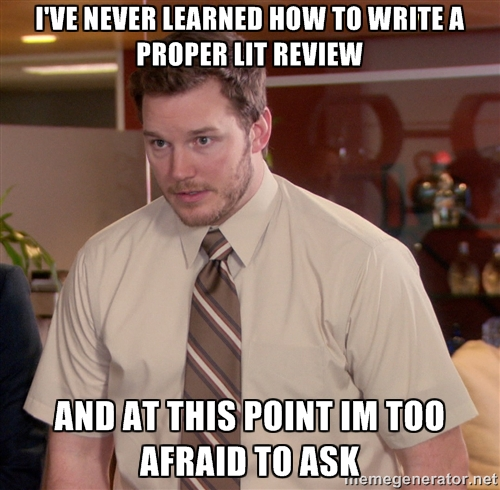 I'VE NEVER LEARNED HOW TO WRITE A
PROPER LIT REVIEW
AND AT THIS POINT IM TOO
AFRAID TO ASK
memegenerator.net